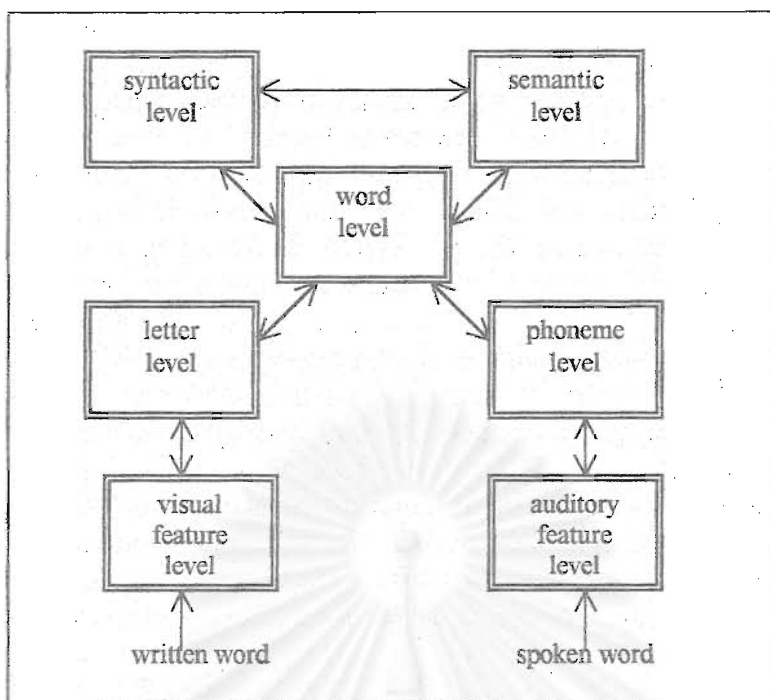 syntactic
level
semantic
level
word
level
letter
level
phoneme
level
visual
feature
level
auditory
feature
level
written word
spoken word